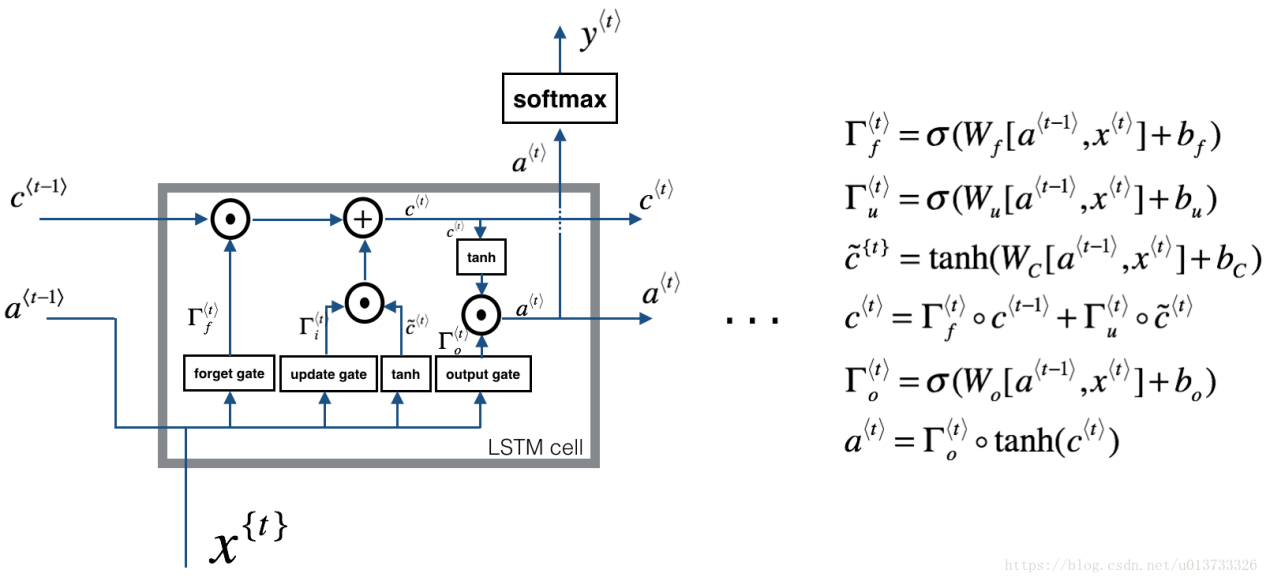 y⟨t⟩
softmax
a⟨t⟩
c⟨t−1⟩
c⟨t⟩
c⟨t⟩
c⟨t⟩
tanh
a⟨t−1⟩
Γf⟨t⟩
Γi⟨t⟩
c̃⟨t⟩
Γo⟨t⟩
a⟨t⟩
a⟨t⟩
forget gate
update gate
tanh
output gate
LSTM cell
x{t}
. . .
Γf⟨t⟩ = σ(Wf[a⟨t−1⟩, x⟨t⟩] + bf)
Γu⟨t⟩ = σ(Wu[a⟨t−1⟩, x⟨t⟩] + bu)
c̃{t} = tanh(WC[a⟨t−1⟩, x⟨t⟩] + bC)
c⟨t⟩ = Γf⟨t⟩ ∘ c⟨t−1⟩ + Γu⟨t⟩ ∘ c̃⟨t⟩
Γo⟨t⟩ = σ(Wo[a⟨t−1⟩, x⟨t⟩] + bo)
a⟨t⟩ = Γo⟨t⟩ ∘ tanh(c⟨t⟩)
https://blog.csdn.net/u013733326